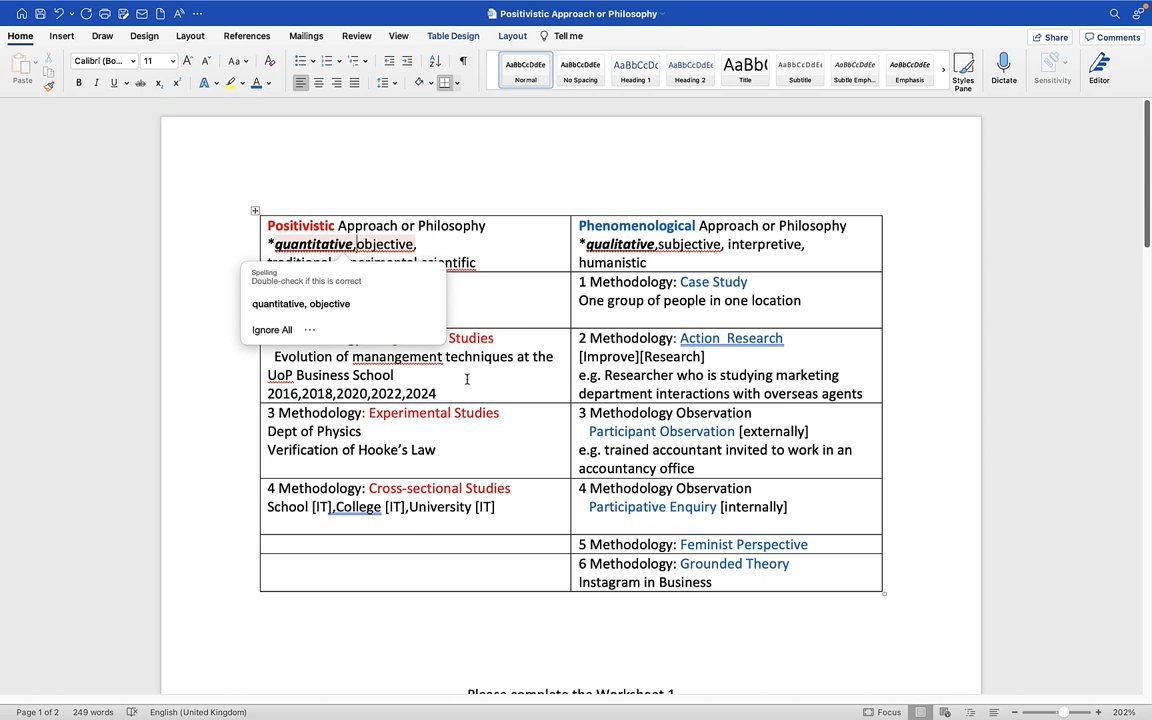 Positivistic Approach or Philosophy
Home
Insert
Draw
Design
Layout
References
Mailings
Review
View
Table Design
Layout
Tell me
Share
Comments
Paste
Calibri (Bo...
11
Normal
No Spacing
Heading 1
Heading 2
Title
Subtitle
Subtle Emph...
Emphasis
Styles Pane
Dictate
Sensitivity
Editor
Positivistic Approach or Philosophy
*quantitative,objective,
Spelling
Double-check if this is correct
quantitative, objective
Ignore All ...
Studies
Evolution of manangement techniques at the
UoP Business School
2016,2018,2020,2022,2024
3 Methodology: Experimental Studies
Dept of Physics
Verification of Hooke's Law
4 Methodology: Cross-sectional Studies
School [IT],College [IT],University [IT]
Phenomenological Approach or Philosophy
*qualitative,subjective, interpretive,
humanistic
1 Methodology: Case Study
One group of people in one location
2 Methodology: Action  Research
[Improve][Research]
e.g. Researcher who is studying marketing
department interactions with overseas agents
3 Methodology Observation
Participant Observation [externally]
e.g. trained accountant invited to work in an
accountancy office
4 Methodology Observation
Participative Enquiry [internally]
5 Methodology: Feminist Perspective
6 Methodology: Grounded Theory
Instagram in Business
Please complete the Worksheet 1
Page 1 of 2
249 words
English (United Kingdom)
Focus
202%